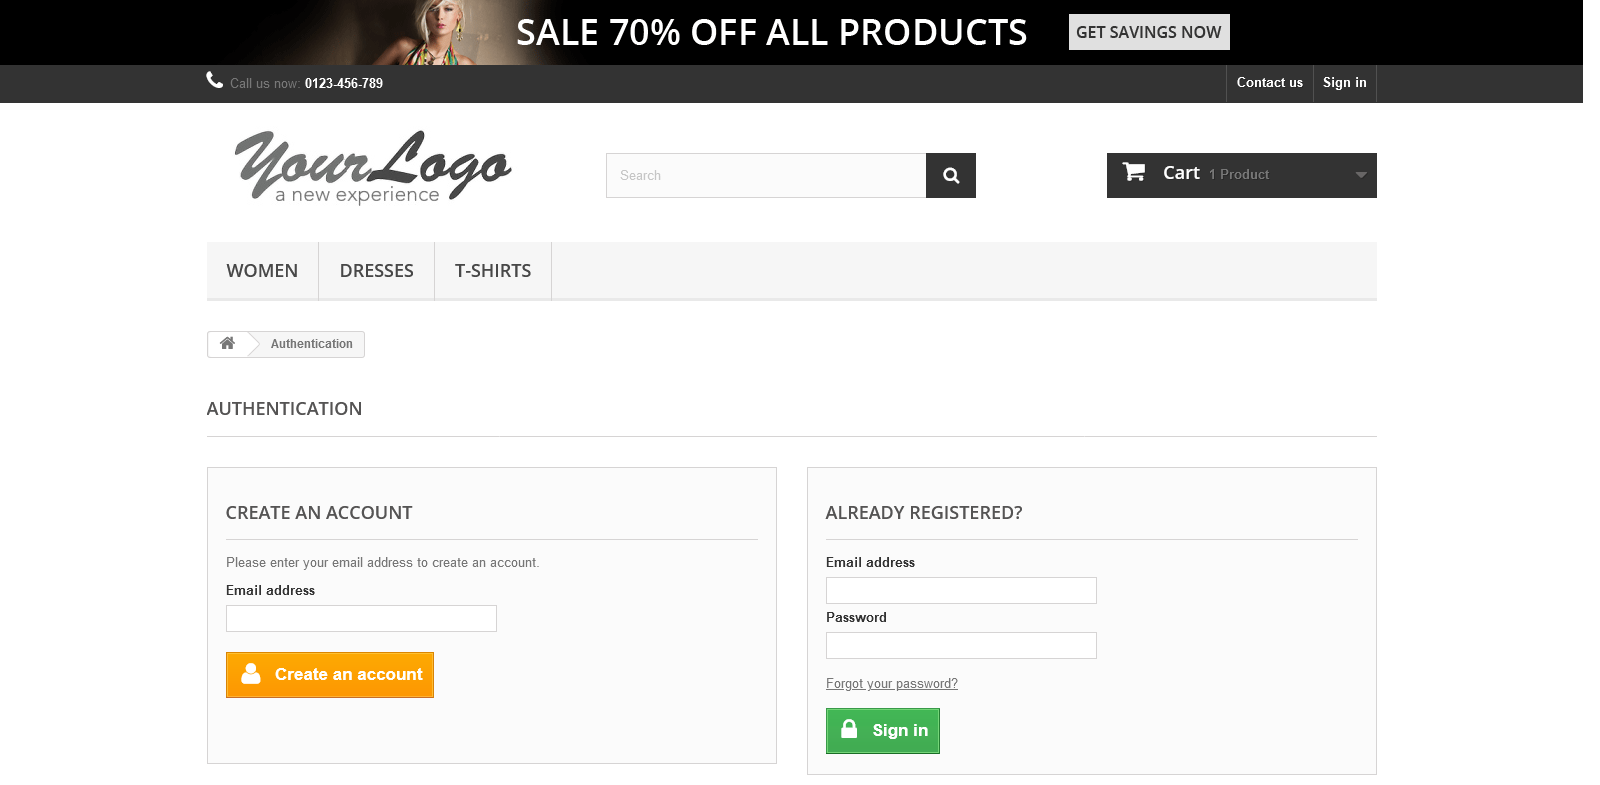 SALE 70% OFF ALL PRODUCTS GET SAVINGS NOW
Call us now: 0123-456-789 Contact us Sign in
YourLogo
a new experience
Search
Cart 1 Product
WOMEN DRESSES T-SHIRTS
Authentication
AUTHENTICATION
CREATE AN ACCOUNT
Please enter your email address to create an account.
Email address
Create an account
ALREADY REGISTERED?
Email address
Password
Forgot your password?
Sign in